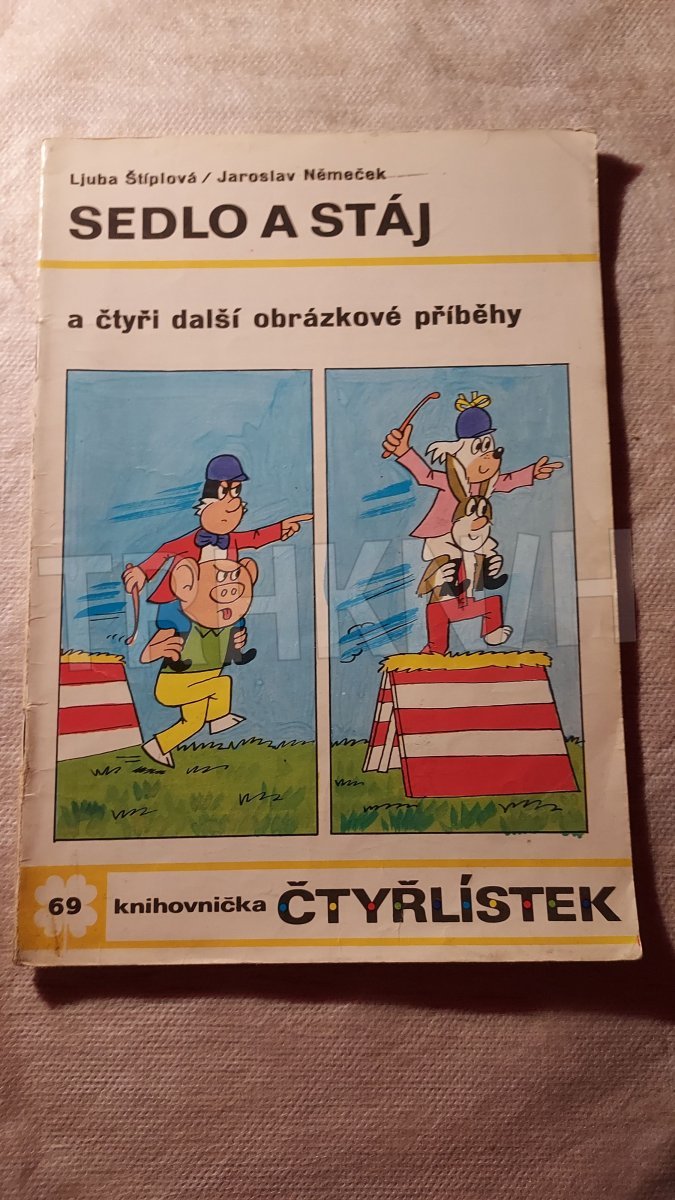 Ljuba Štíplová / Jaroslav Němeček
SEDLO A STÁJ
a čtyři další obrázkové příběhy
69 knihovnička ČTYŘLÍSTEK